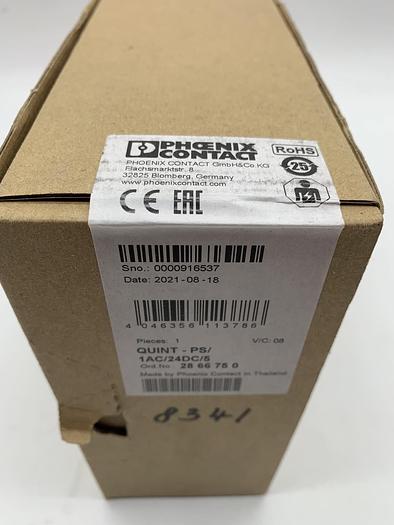 PHŒNIX
CONTACT
RoHS
PHOENIX CONTACT GmbH&Co.KG
Flachsmarktstr. 8
32825 Blomberg, Germany
www.phoenixcontact.com
25
CE EAC
Sno.: 0000916537
Date: 2021-08-18
4 046356 113786
Pieces: 1 V/C: 08
QUINT - PS/
1AC/24DC/5
Ord.No. 28 66 75 0
Made by Phoenix Contact in Thailand
8341